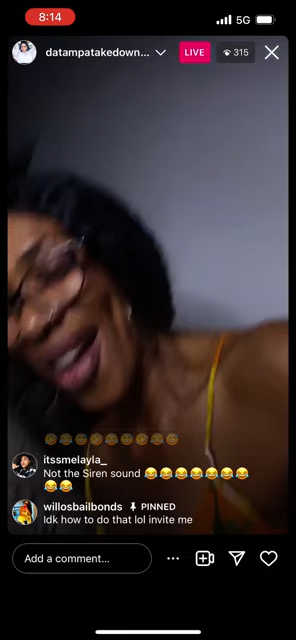 8:14
5G
datampatakedown...
LIVE
315
itssmelayla_
Not the Siren sound 😂😂😂😂😂😂😂
😂😂
willosbailbonds PINNED
Idk how to do that lol invite me
Add a comment...